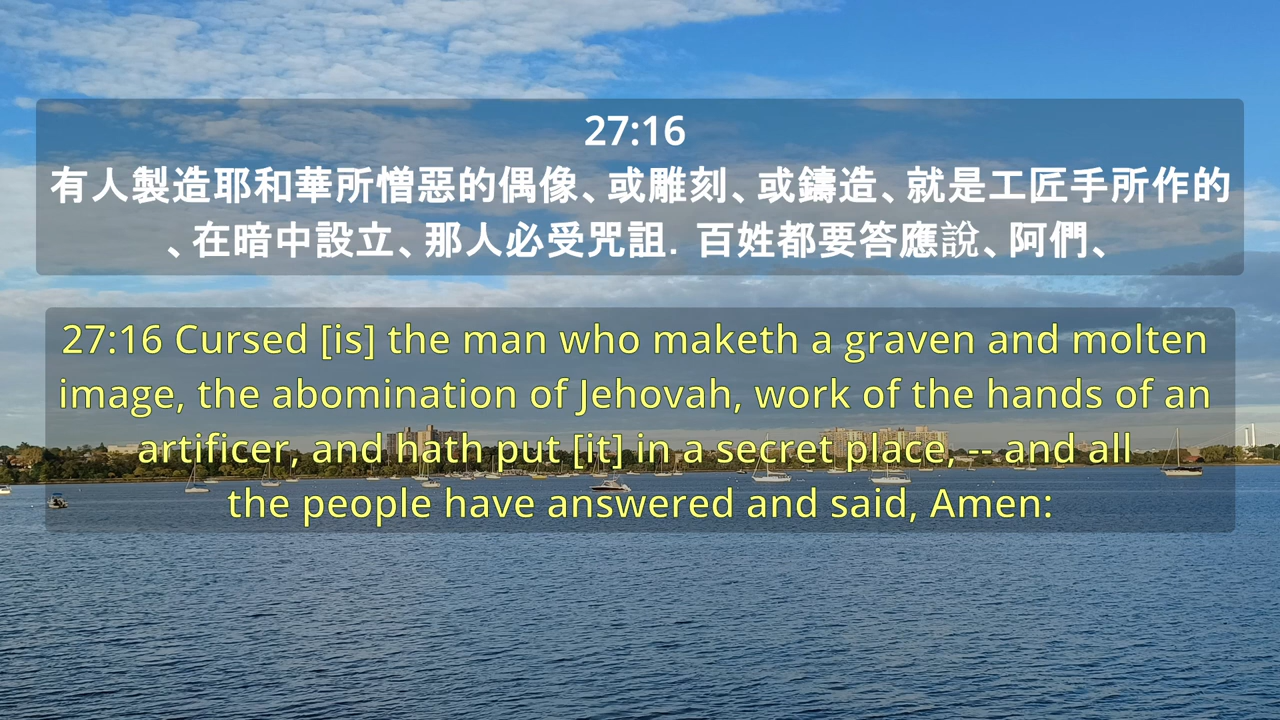 27:16
有人製造耶和華所憎惡的偶像、或雕刻、或鑄造、就是工匠手所作的
、在暗中設立、那人必受咒詛．百姓都要答應說、阿們、
27:16 Cursed [is] the man who maketh a graven and molten
image, the abomination of Jehovah, work of the hands of an
artificer, and hath put [it] in a secret place, -- and all
the people have answered and said, Amen: